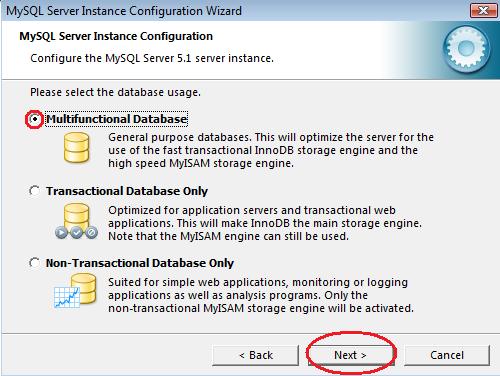 MySQL Server Instance Configuration Wizard
MySQL Server Instance Configuration
Configure the MySQL Server 5.1 server instance.
Please select the database usage.
Multifunctional Database
General purpose databases. This will optimize the server for the
use of the fast transactional InnoDB storage engine and the
high speed MyISAM storage engine.
Transactional Database Only
Optimized for application servers and transactional web
applications. This will make InnoDB the main storage engine.
Note that the MyISAM engine can still be used.
Non-Transactional Database Only
Suited for simple web applications, monitoring or logging
applications as well as analysis programs. Only the
non-transactional MyISAM storage engine will be activated.
< Back Next > Cancel